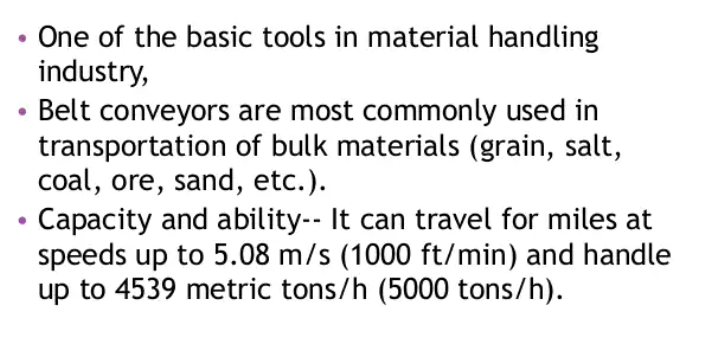 • One of the basic tools in material handling
industry,
• Belt conveyors are most commonly used in
transportation of bulk materials (grain, salt,
coal, ore, sand, etc.).
• Capacity and ability-- It can travel for miles at
speeds up to 5.08 m/s (1000 ft/min) and handle
up to 4539 metric tons/h (5000 tons/h).